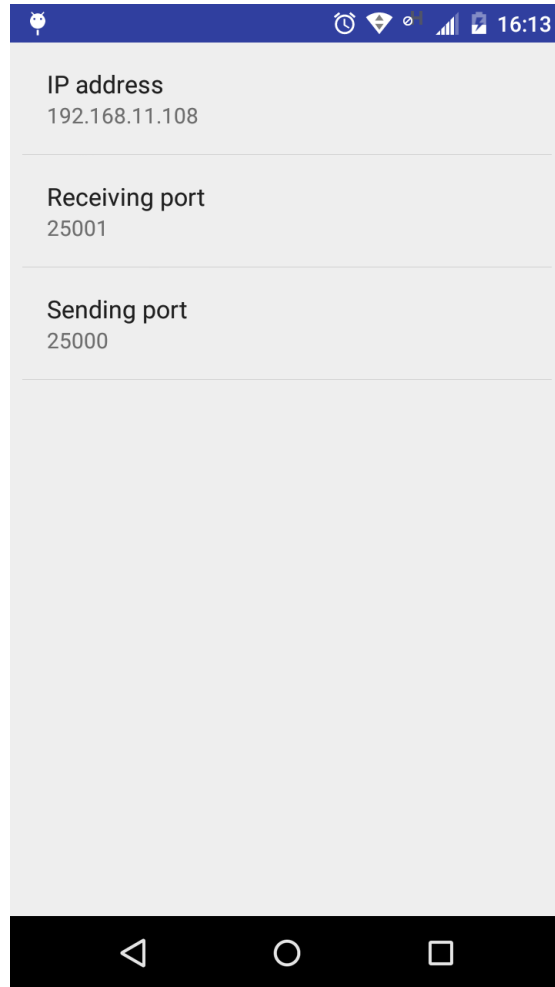 16:13
IP address
192.168.11.108
Receiving port
25001
Sending port
25000